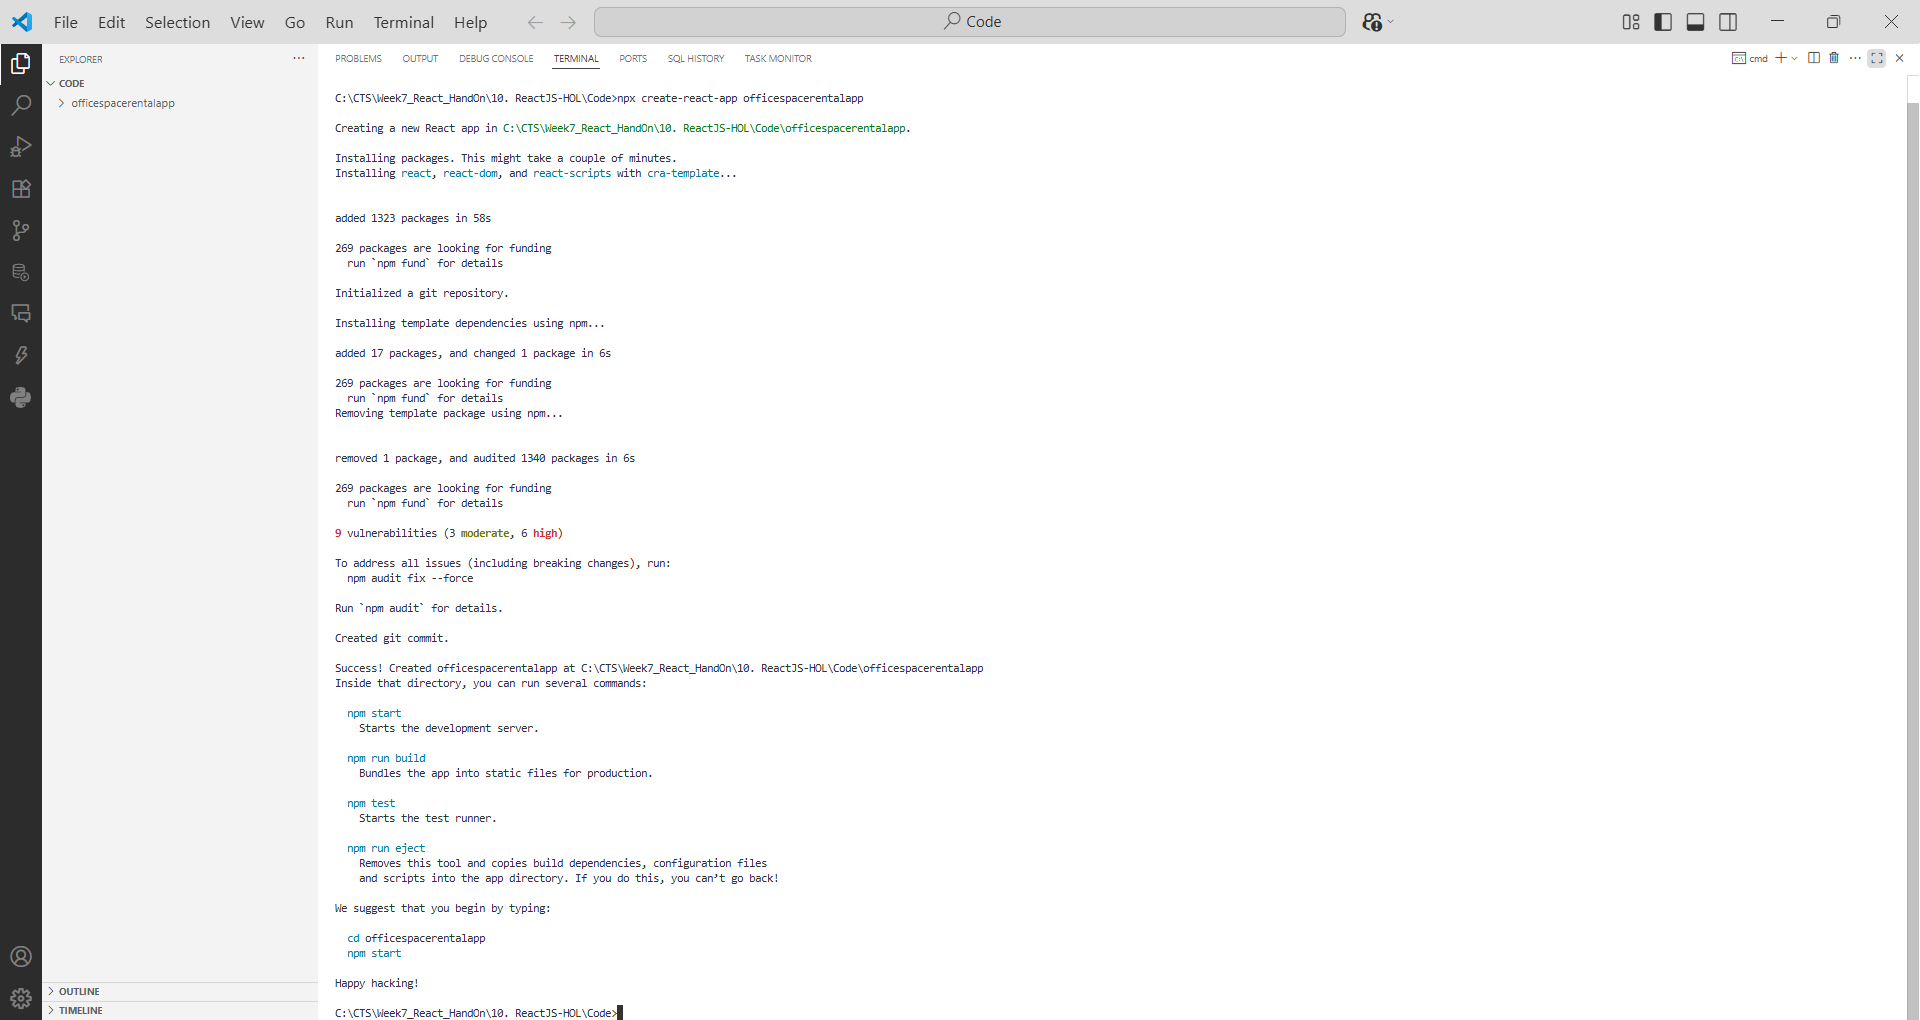 File Edit Selection View Go Run Terminal Help
Code
EXPLORER
CODE
officespacerentalapp
OUTLINE
TIMELINE
PROBLEMS OUTPUT DEBUG CONSOLE TERMINAL PORTS SQL HISTORY TASK MONITOR
cmd
C:\CTS\Week7_React_HandOn\10. ReactJS-HOL\Code>npx create-react-app officespacerentalapp
Creating a new React app in C:\CTS\Week7_React_HandOn\10. ReactJS-HOL\Code\officespacerentalapp.
Installing packages. This might take a couple of minutes.
Installing react, react-dom, and react-scripts with cra-template...
added 1323 packages in 58s
269 packages are looking for funding
run `npm fund` for details
Initialized a git repository.
Installing template dependencies using npm...
added 17 packages, and changed 1 package in 6s
269 packages are looking for funding
run `npm fund` for details
Removing template package using npm...
removed 1 package, and audited 1340 packages in 6s
269 packages are looking for funding
run `npm fund` for details
9 vulnerabilities (3 moderate, 6 high)
To address all issues (including breaking changes), run:
npm audit fix --force
Run `npm audit` for details.
Created git commit.
Success! Created officespacerentalapp at C:\CTS\Week7_React_HandOn\10. ReactJS-HOL\Code\officespacerentalapp
Inside that directory, you can run several commands:
npm start
Starts the development server.
npm run build
Bundles the app into static files for production.
npm test
Starts the test runner.
npm run eject
Removes this tool and copies build dependencies, configuration files
and scripts into the app directory. If you do this, you can’t go back!
We suggest that you begin by typing:
cd officespacerentalapp
npm start
Happy hacking!
C:\CTS\Week7_React_HandOn\10. ReactJS-HOL\Code>